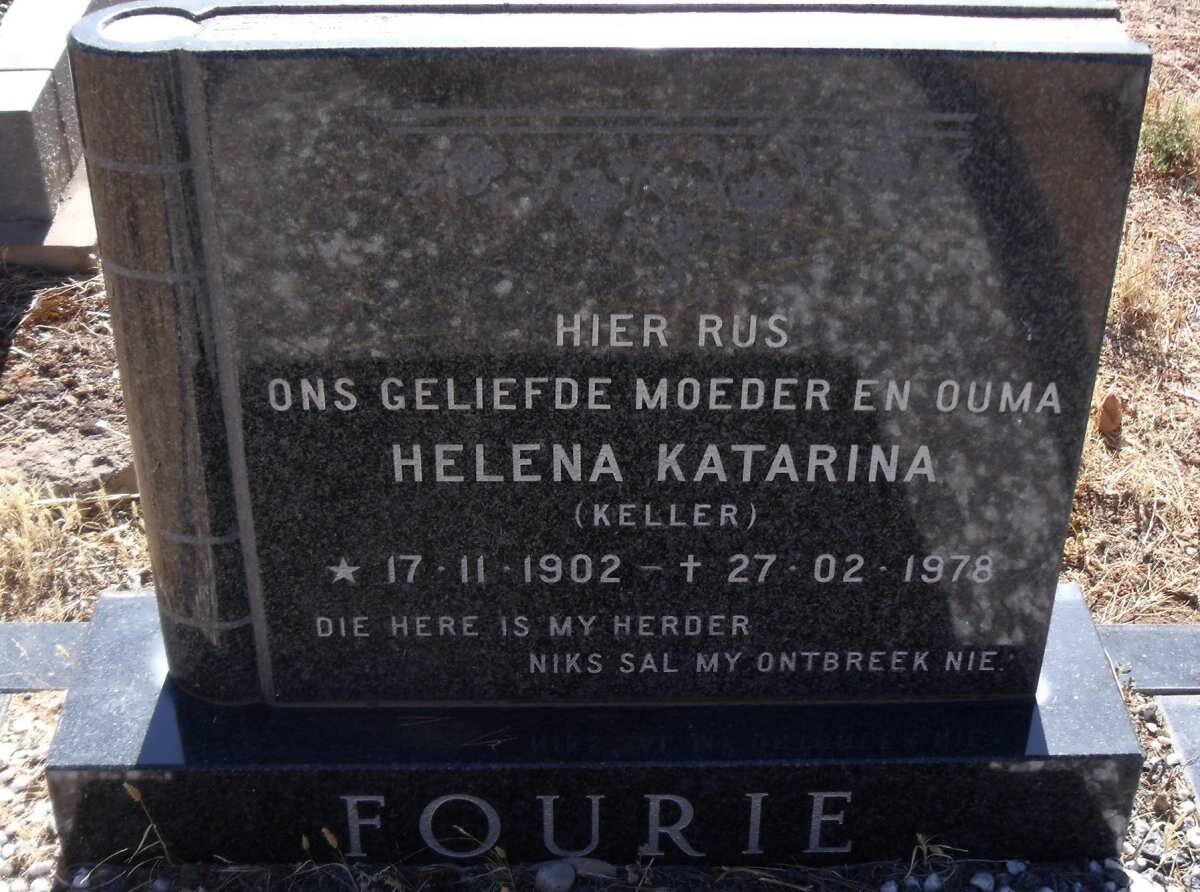 HIER RUS
ONS GELIEFDE MOEDER EN OUMA
HELENA KATARINA
(KELLER)
★ 17 · 11 · 1902 – † 27 · 02 · 1978
DIE HERE IS MY HERDER
NIKS SAL MY ONTBREEK NIE.
FOURIE